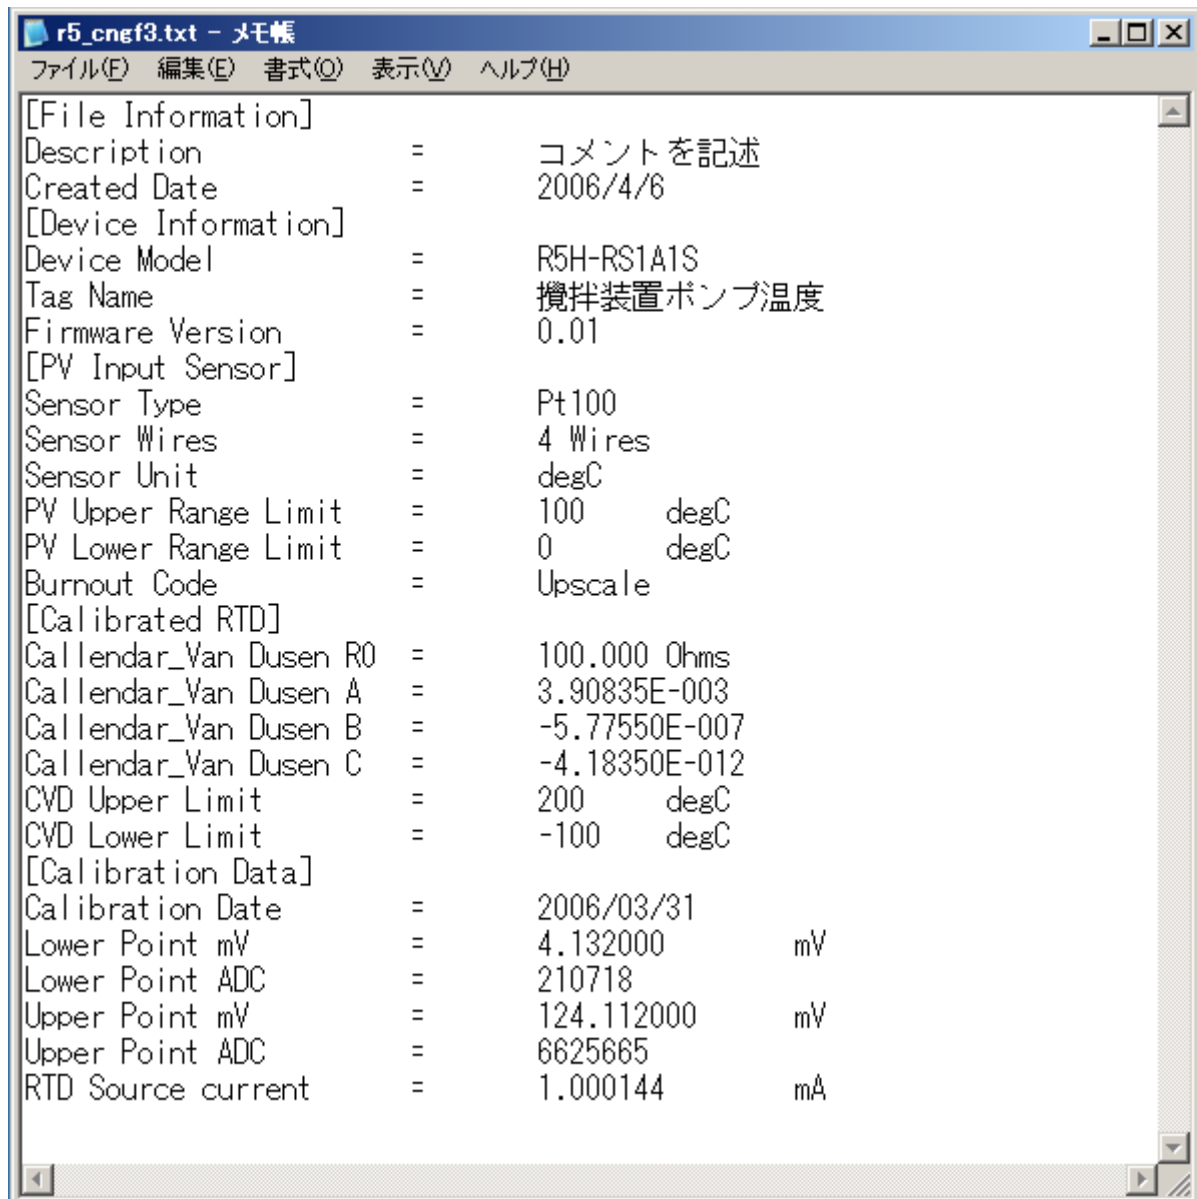 r5_cngf3.txt - メモ帳
ファイル(F) 編集(E) 書式(O) 表示(V) ヘルプ(H)
[File Information]
Description = コメントを記述
Created Date = 2006/4/6
[Device Information]
Device Model = R5H-RS1A1S
Tag Name = 攪拌装置ポンプ温度
Firmware Version = 0.01
[PV Input Sensor]
Sensor Type = Pt100
Sensor Wires = 4 Wires
Sensor Unit = degC
PV Upper Range Limit = 100 degC
PV Lower Range Limit = 0 degC
Burnout Code = Upscale
[Calibrated RTD]
Callendar_Van Dusen R0 = 100.000 Ohms
Callendar_Van Dusen A = 3.90835E-003
Callendar_Van Dusen B = -5.77550E-007
Callendar_Van Dusen C = -4.18350E-012
CVD Upper Limit = 200 degC
CVD Lower Limit = -100 degC
[Calibration Data]
Calibration Date = 2006/03/31
Lower Point mV = 4.132000 mV
Lower Point ADC = 210718
Upper Point mV = 124.112000 mV
Upper Point ADC = 6625665
RTD Source current = 1.000144 mA